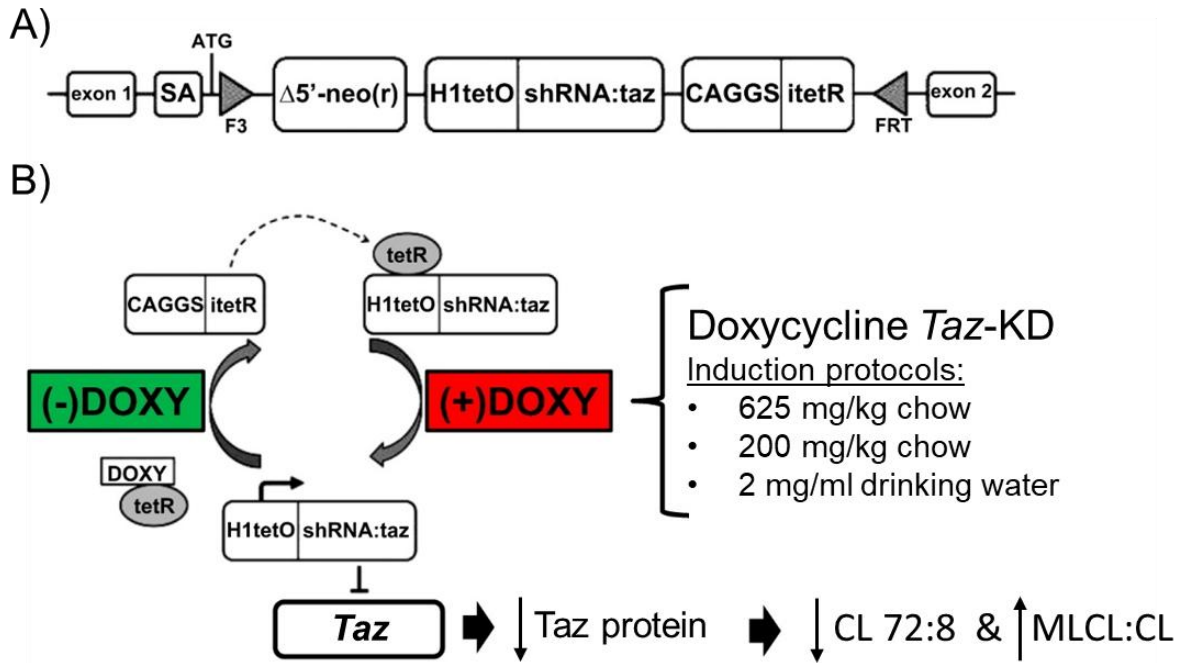 A)
ATG
exon 1
SA
F3
Δ5'-neo(r)
H1tetO shRNA:taz
CAGGS itetR
FRT
exon 2
B)
tetR
CAGGS itetR
H1tetO shRNA:taz
(-)DOXY
(+)DOXY
DOXY
tetR
H1tetO shRNA:taz
Doxycycline Taz-KD
Induction protocols:
• 625 mg/kg chow
• 200 mg/kg chow
• 2 mg/ml drinking water
Taz
↓ Taz protein
↓ CL 72:8 & ↑ MLCL:CL